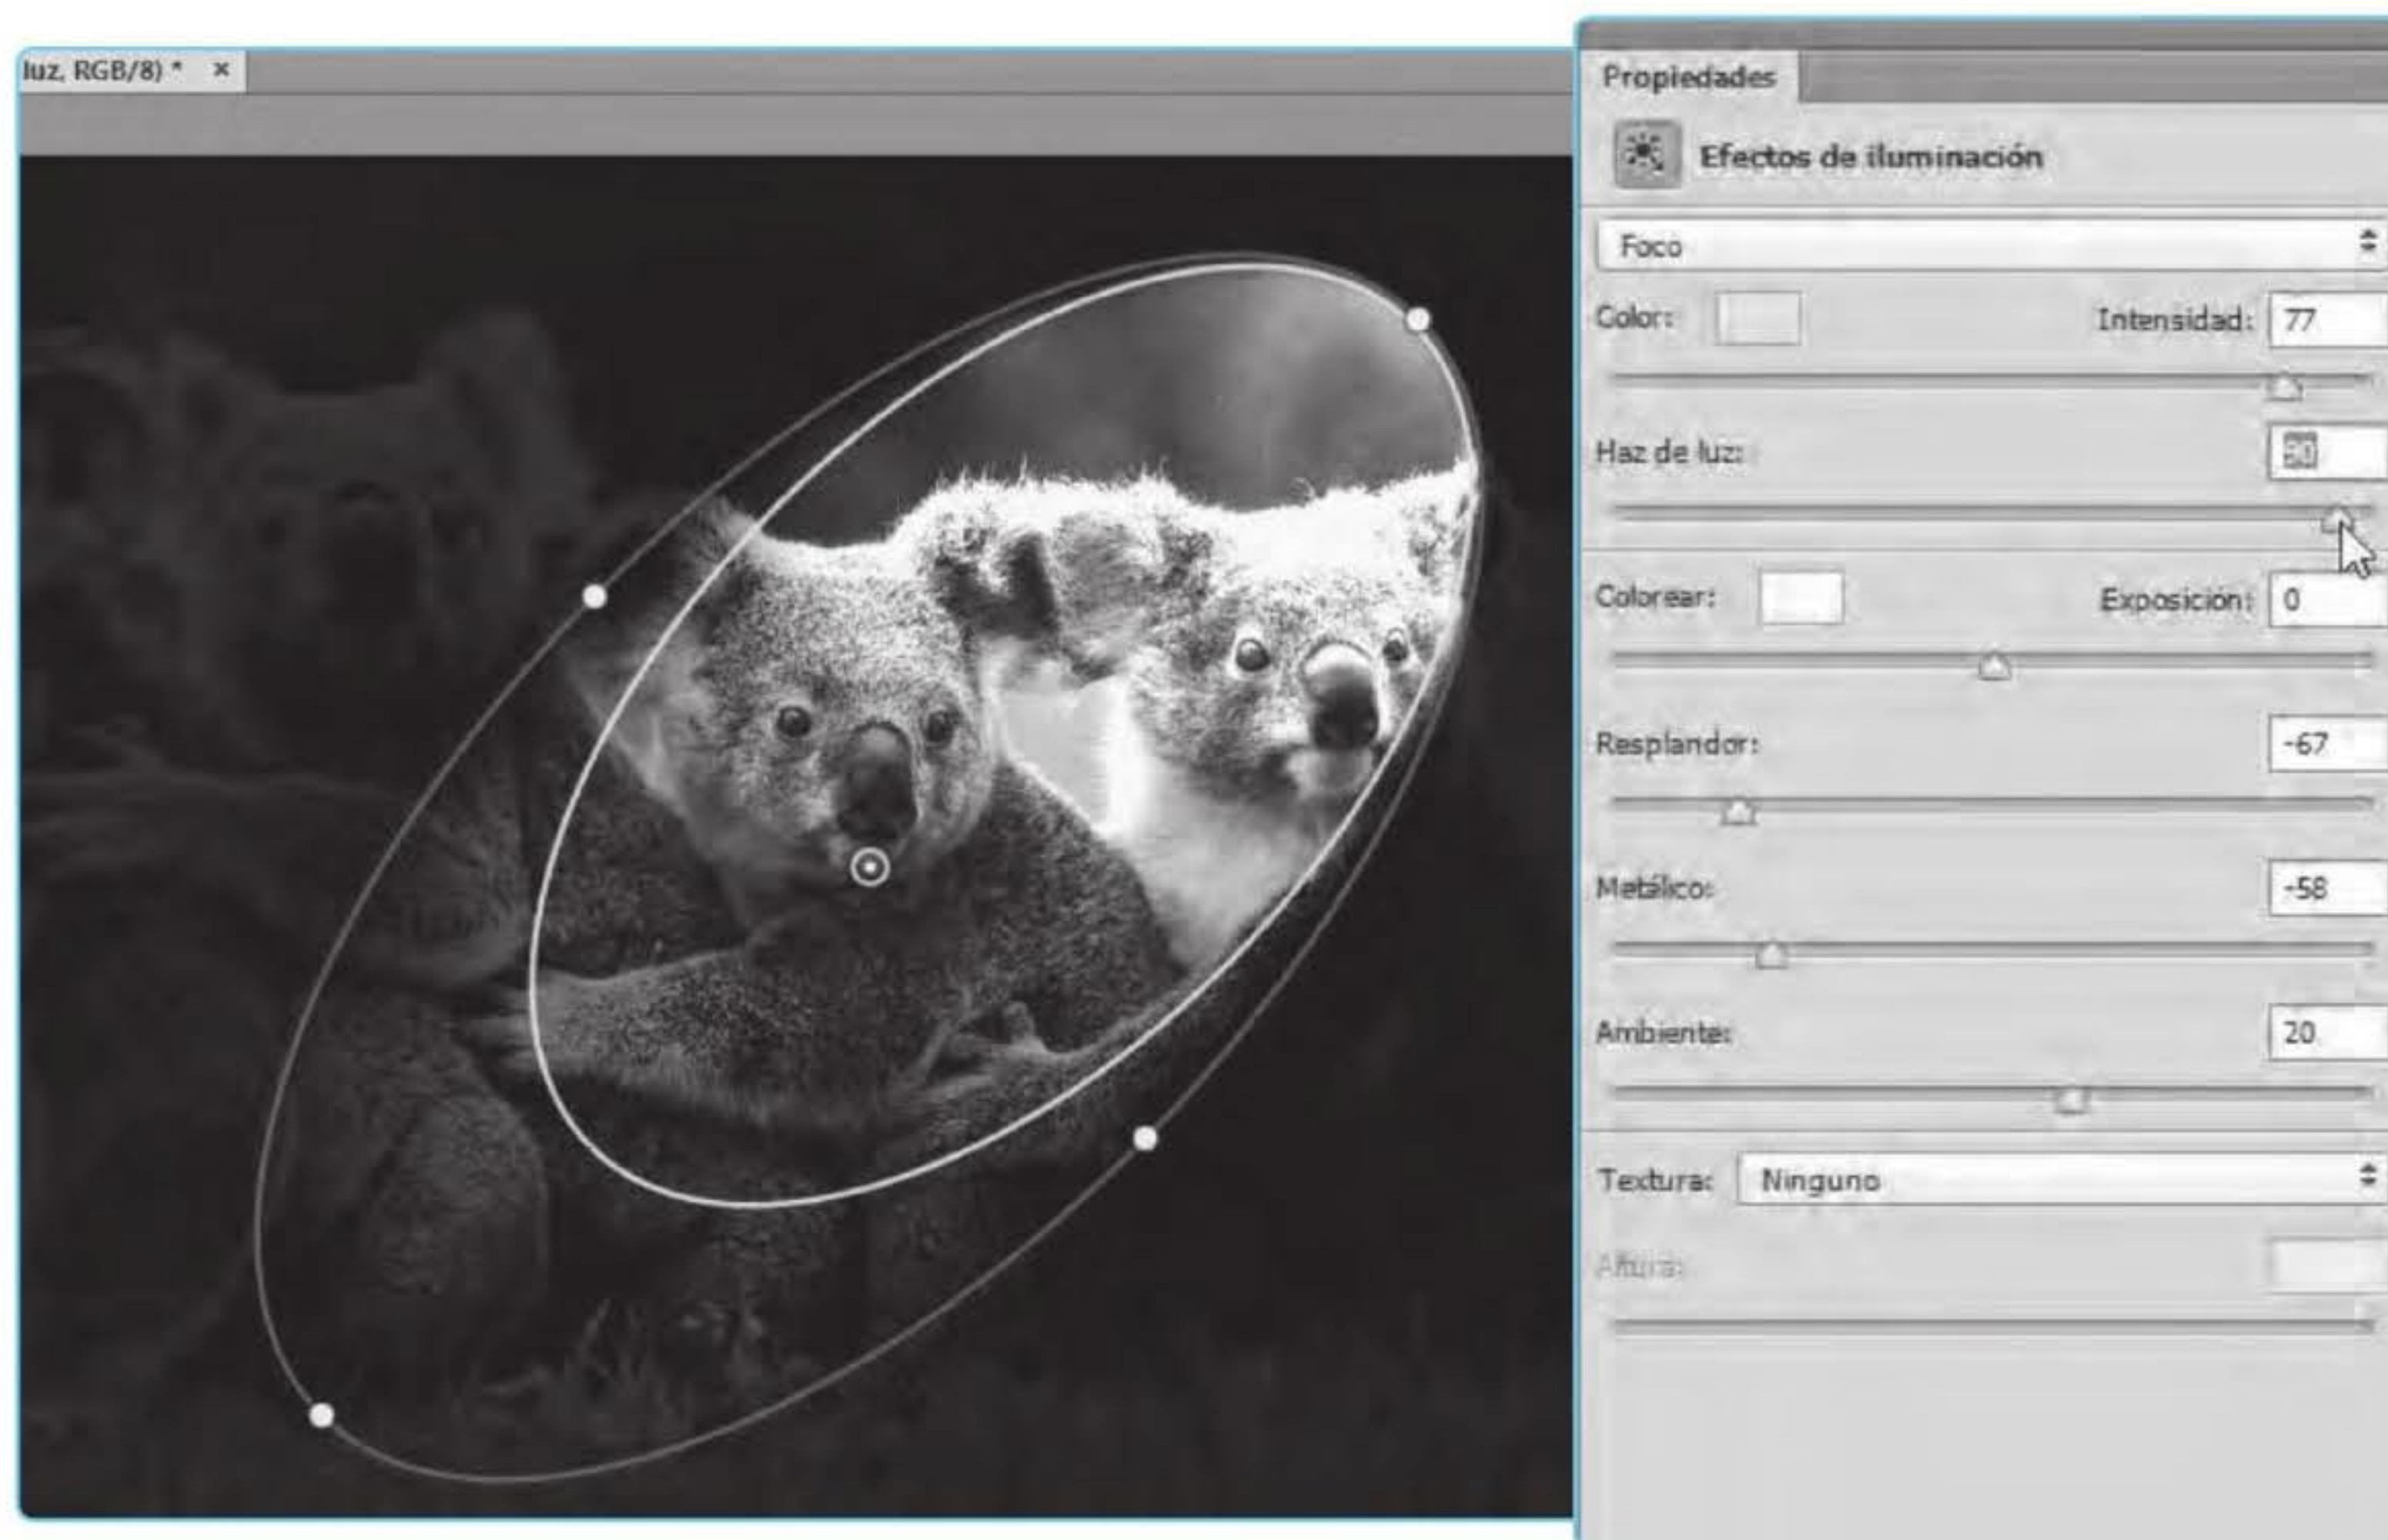 luz, RGB/8) * ×
Propiedades
Efectos de iluminación
Foco
Color: Intensidad: 77
Haz de luz:
Colorear: Exposición: 0
Resplandor: -67
Metálico: -58
Ambiente: 20
Textura: Ninguno
Altura: